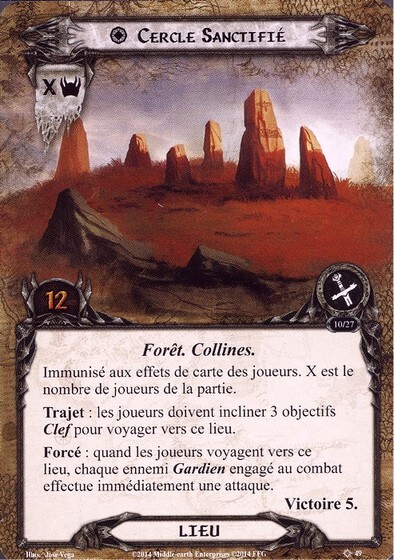 Cercle Sanctifié
X
12
10/27
Forêt. Collines.
Immunisé aux effets de carte des joueurs. X est le
nombre de joueurs de la partie.
Trajet : les joueurs doivent incliner 3 objectifs
Clef pour voyager vers ce lieu.
Forcé : quand les joueurs voyagent vers ce
lieu, chaque ennemi Gardien engagé au combat
effectue immédiatement une attaque.
Victoire 5.
LIEU
Illus. José Vega ©2014 Middle-earth Enterprises ©2014 FFG 49